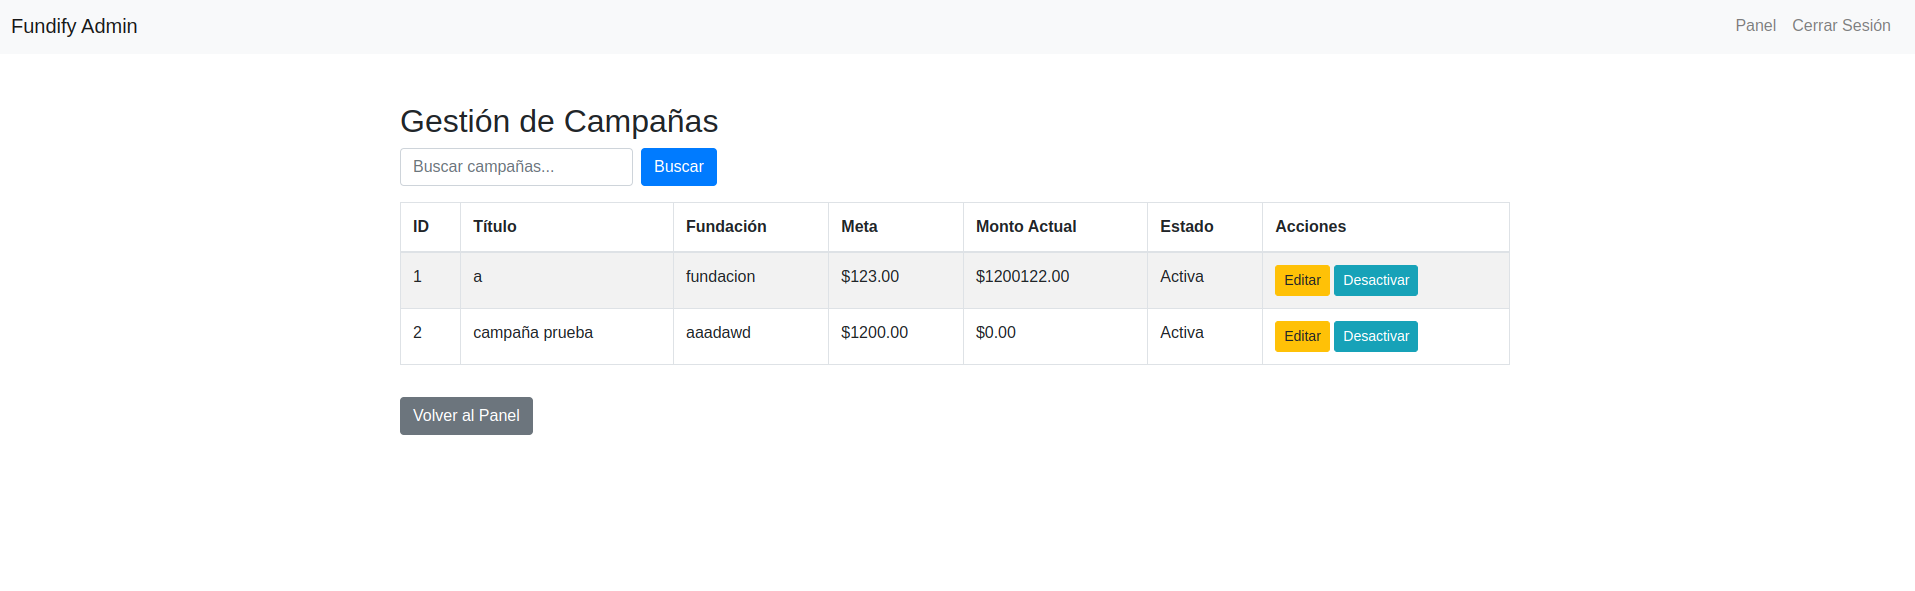 Fundify Admin Panel Cerrar Sesión
Gestión de Campañas
Buscar campañas... Buscar
ID Título Fundación Meta Monto Actual Estado Acciones
1 a fundacion $123.00 $1200122.00 Activa Editar Desactivar
2 campaña prueba aaadawd $1200.00 $0.00 Activa Editar Desactivar
Volver al Panel